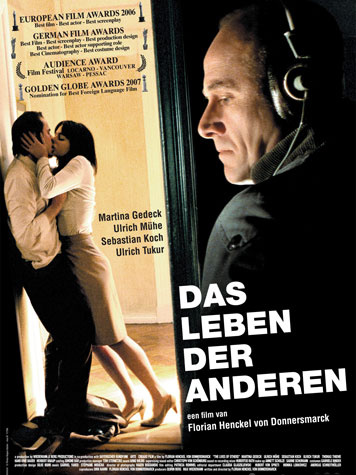 EUROPEAN FILM AWARDS 2006
Best film - Best actor - Best screenplay
GERMAN FILM AWARDS
Best Film - Best screenplay - Best production design
Best actor - Best actor supporting role
Best Cinematography - Best costume design
AUDIENCE AWARD
Film Festival LOCARNO - VANCOUVER
WARSAW - PESSAC
GOLDEN GLOBE AWARDS 2007
Nomination for Best Foreign Language Film
Martina Gedeck
Ulrich Mühe
Sebastian Koch
Ulrich Tukur
DAS
LEBEN
DER
ANDEREN
een film van
Florian Henckel von Donnersmarck